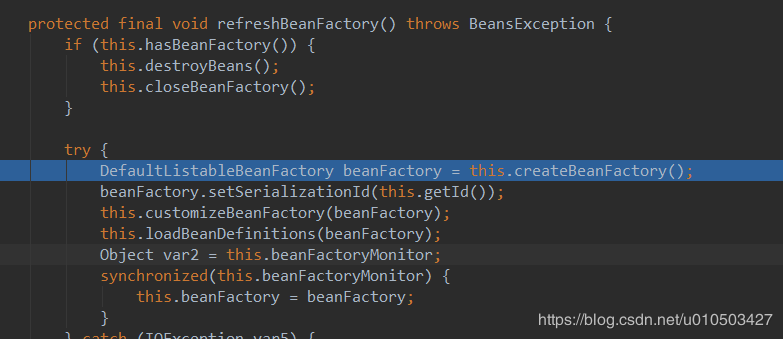 protected final void refreshBeanFactory() throws BeansException {
if (this.hasBeanFactory()) {
this.destroyBeans();
this.closeBeanFactory();
}
try {
DefaultListableBeanFactory beanFactory = this.createBeanFactory();
beanFactory.setSerializationId(this.getId());
this.customizeBeanFactory(beanFactory);
this.loadBeanDefinitions(beanFactory);
Object var2 = this.beanFactoryMonitor;
synchronized(this.beanFactoryMonitor) {
this.beanFactory = beanFactory;
}
} catch (IOException var5) {
https://blog.csdn.net/u010503427